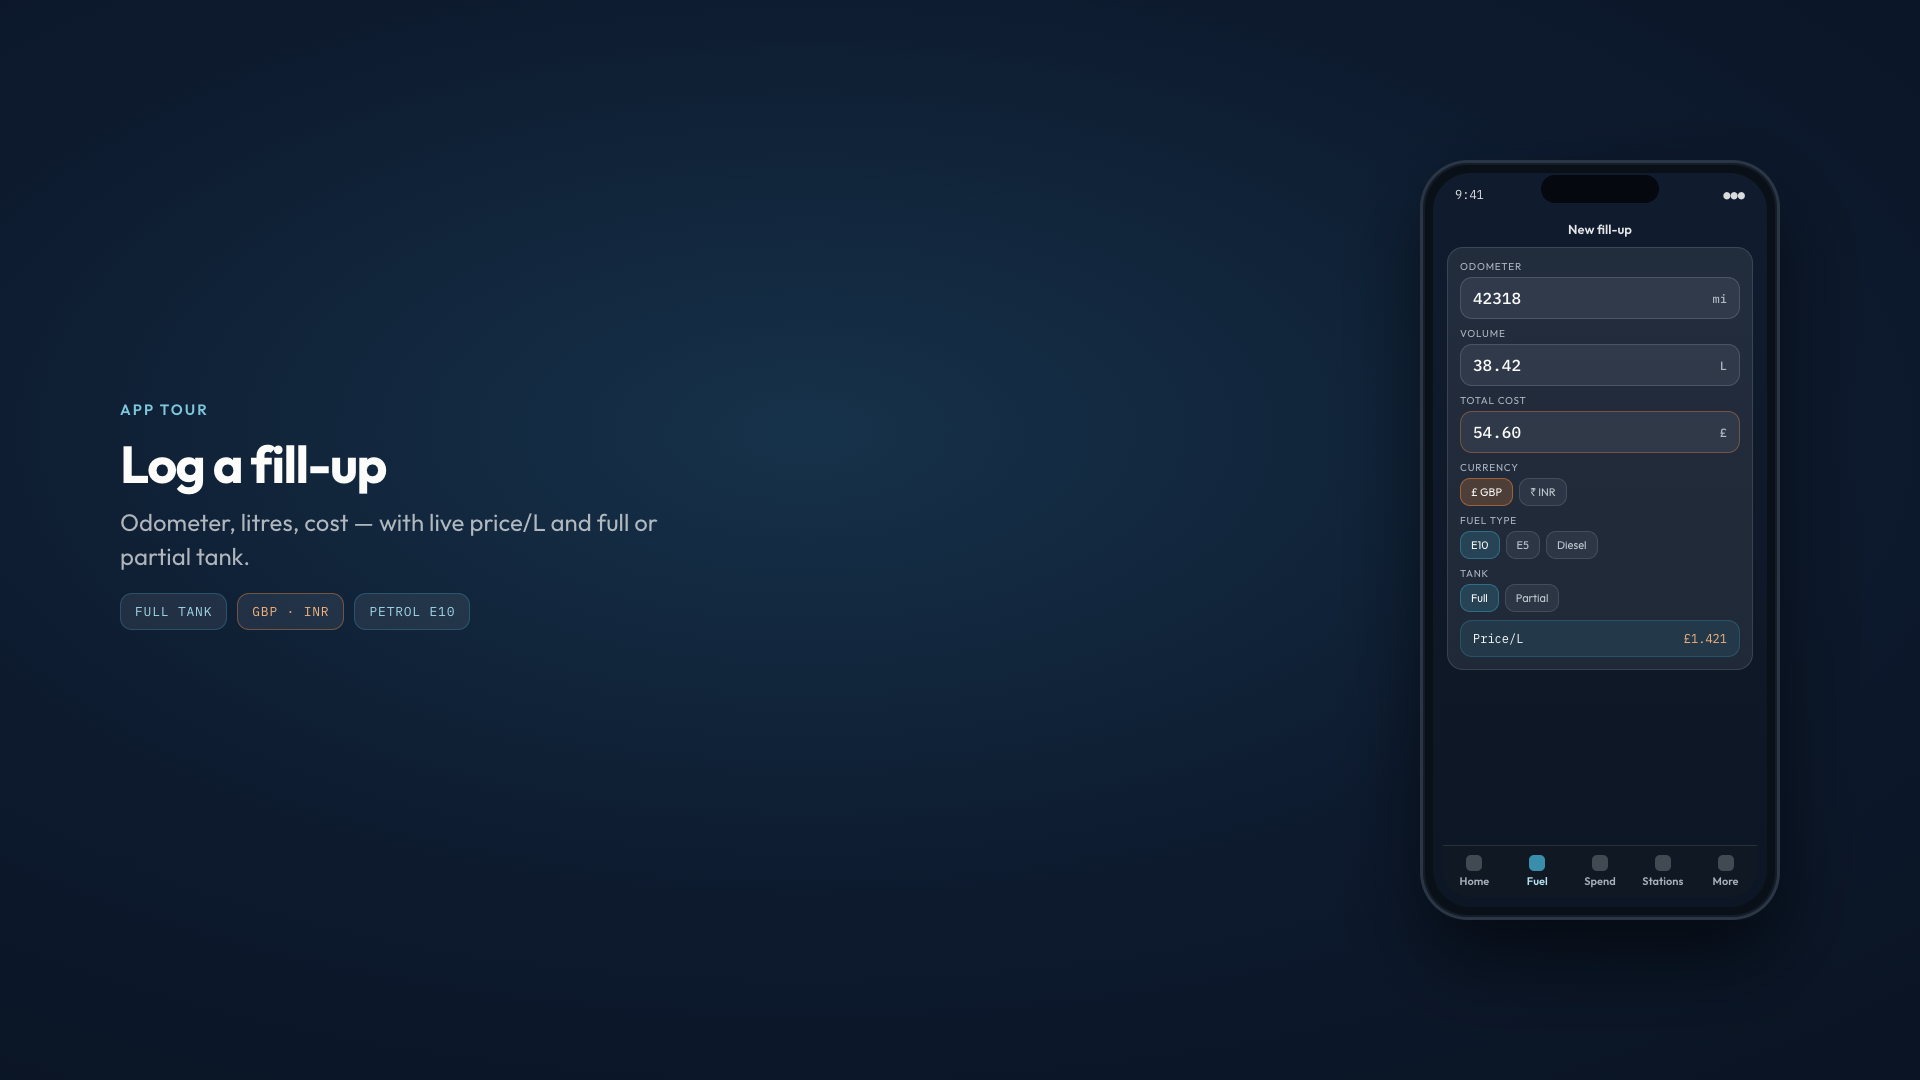 APP TOUR
Log a fill-up
Odometer, litres, cost — with live price/L and full or
partial tank.
FULL TANK
GBP · INR
PETROL E10
9:41
New fill-up
ODOMETER
42318 mi
VOLUME
38.42 L
TOTAL COST
54.60 £
CURRENCY
£ GBP ₹ INR
FUEL TYPE
E10 E5 Diesel
TANK
Full Partial
Price/L £1.421
Home Fuel Spend Stations More